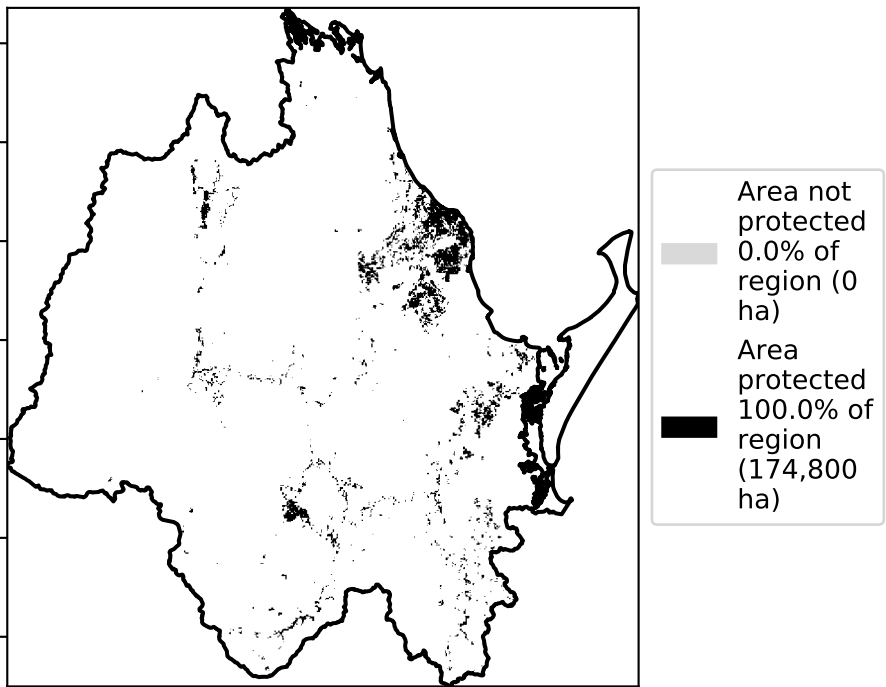 Area not
protected
0.0% of
region (0
ha)
Area
protected
100.0% of
region
(174,800
ha)